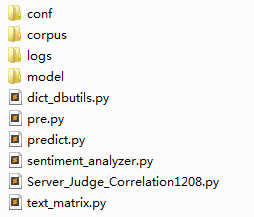 conf
corpus
logs
model
dict_dbutils.py
pre.py
predict.py
sentiment_analyzer.py
Server_Judge_Correlation1208.py
text_matrix.py